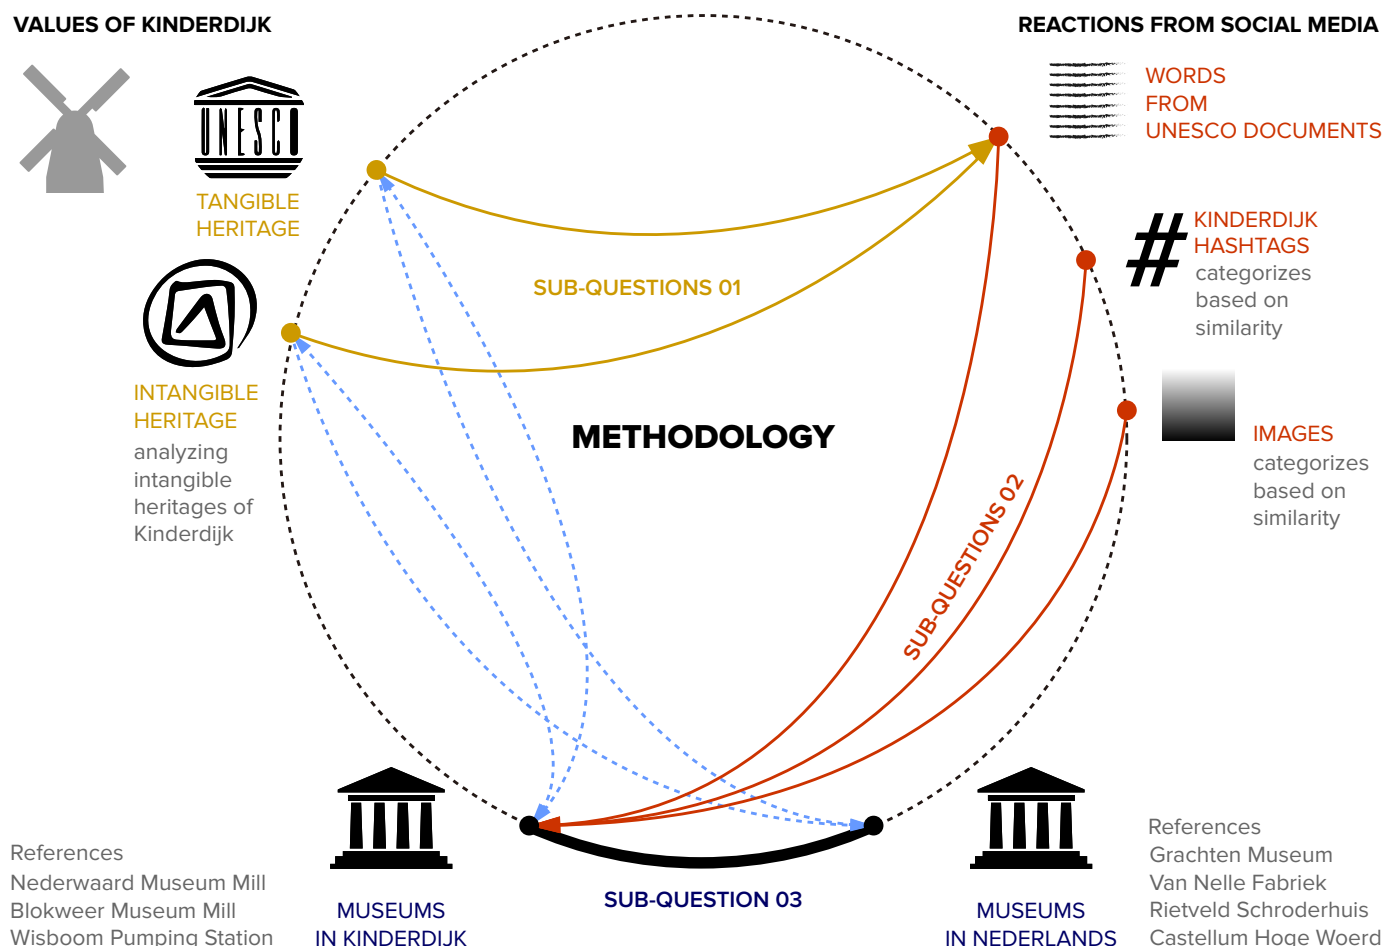 VALUES OF KINDERDIJK
REACTIONS FROM SOCIAL MEDIA
UNESCO
TANGIBLE
HERITAGE
INTANGIBLE
HERITAGE
analyzing
intangible
heritages of
Kinderdijk
WORDS
FROM
UNESCO DOCUMENTS
#
KINDERDIJK
HASHTAGS
categorizes
based on
similarity
IMAGES
categorizes
based on
similarity
SUB-QUESTIONS 01
METHODOLOGY
SUB-QUESTIONS 02
References
Nederwaard Museum Mill
Blokweer Museum Mill
Wisboom Pumping Station
MUSEUMS
IN KINDERDIJK
SUB-QUESTION 03
MUSEUMS
IN NEDERLANDS
References
Grachten Museum
Van Nelle Fabriek
Rietveld Schroderhuis
Castellum Hoge Woerd